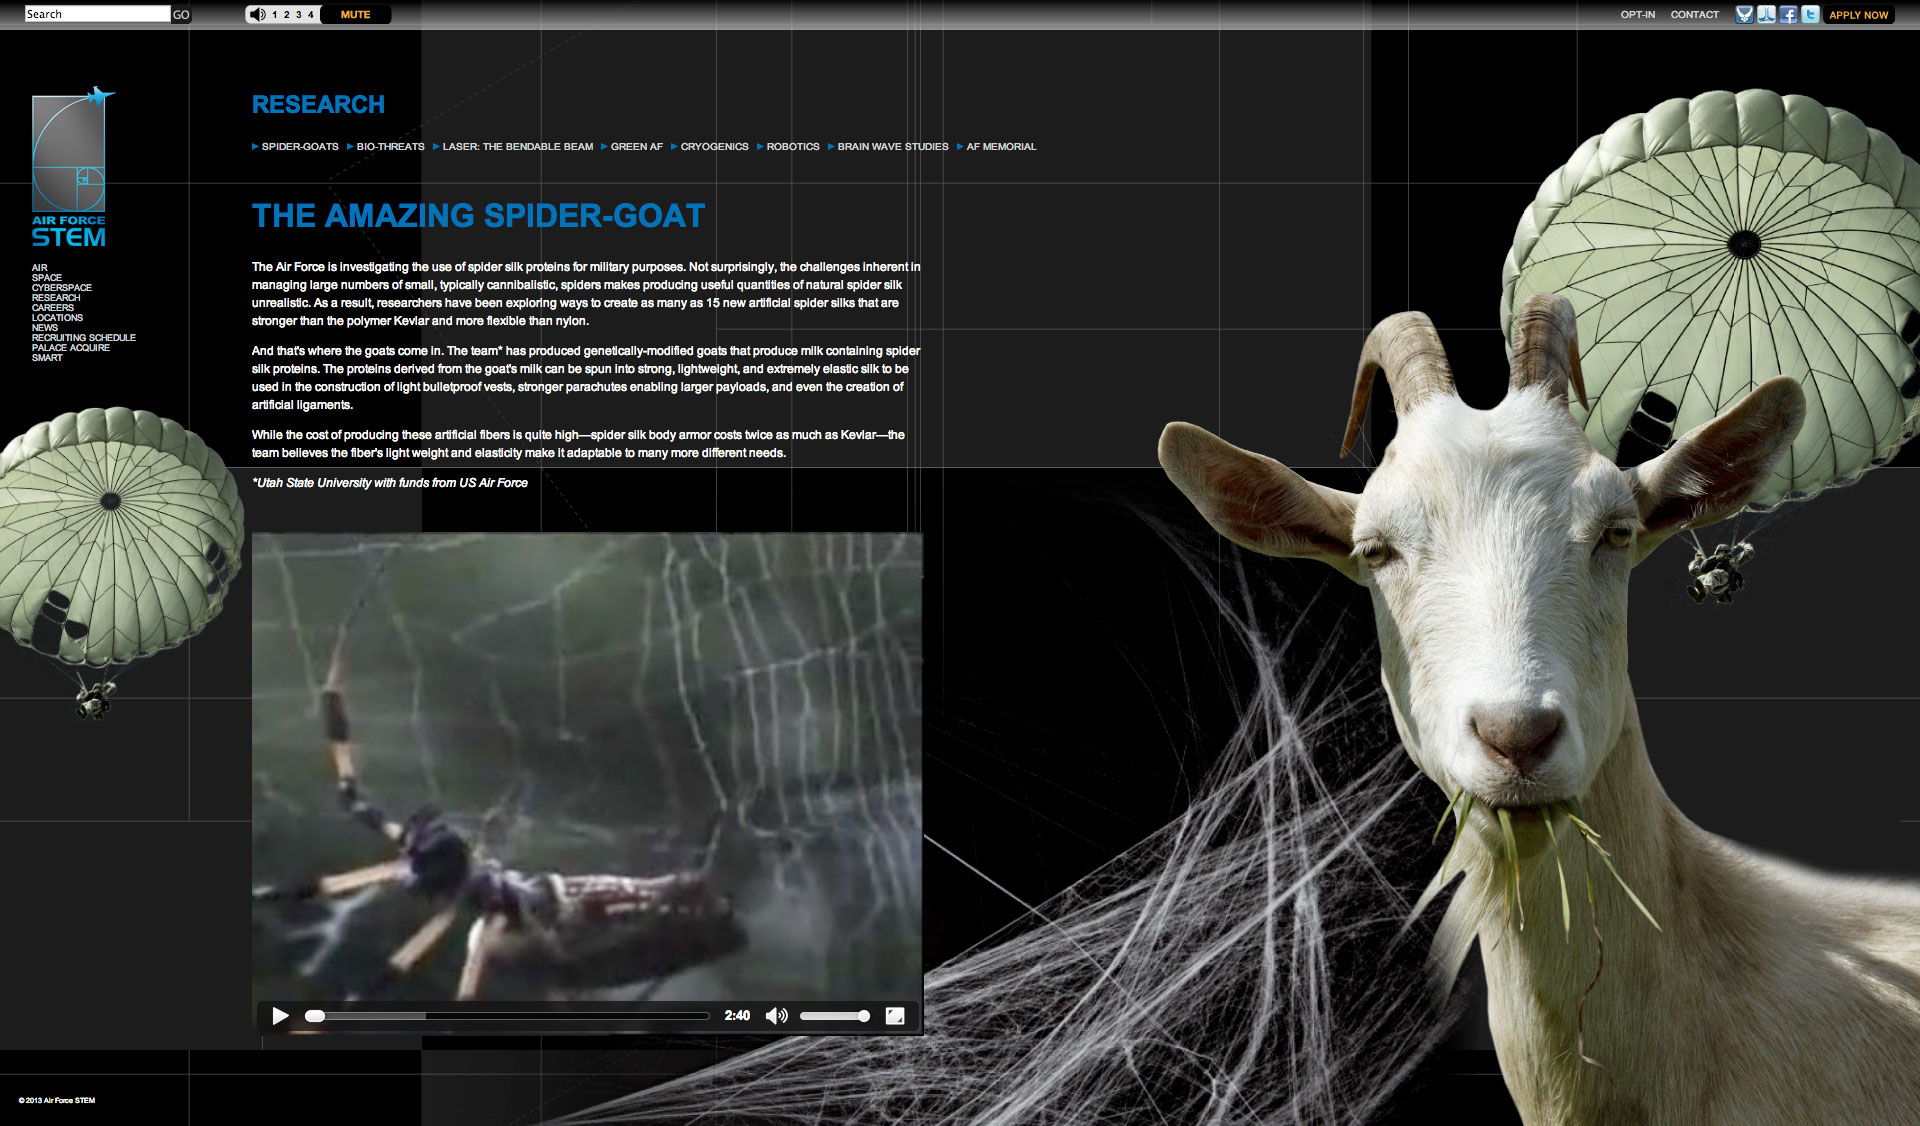 Search GO 1 2 3 4 MUTE OPT-IN CONTACT APPLY NOW
RESEARCH
SPIDER-GOATS BIO-THREATS LASER: THE BENDABLE BEAM GREEN AF CRYOGENICS ROBOTICS BRAIN WAVE STUDIES AF MEMORIAL
AIR FORCE
STEM
AIR
SPACE
CYBERSPACE
RESEARCH
CAREERS
LOCATIONS
NEWS
RECRUITING SCHEDULE
PALACE ACQUIRE
SMART
THE AMAZING SPIDER-GOAT
The Air Force is investigating the use of spider silk proteins for military purposes. Not surprisingly, the challenges inherent in
managing large numbers of small, typically cannibalistic, spiders makes producing useful quantities of natural spider silk
unrealistic. As a result, researchers have been exploring ways to create as many as 15 new artificial spider silks that are
stronger than the polymer Kevlar and more flexible than nylon.
And that's where the goats come in. The team* has produced genetically-modified goats that produce milk containing spider
silk proteins. The proteins derived from the goat's milk can be spun into strong, lightweight, and extremely elastic silk to be
used in the construction of light bulletproof vests, stronger parachutes enabling larger payloads, and even the creation of
artificial ligaments.
While the cost of producing these artificial fibers is quite high—spider silk body armor costs twice as much as Kevlar—the
team believes the fiber's light weight and elasticity make it adaptable to many more different needs.
*Utah State University with funds from US Air Force
2:40
© 2013 Air Force STEM